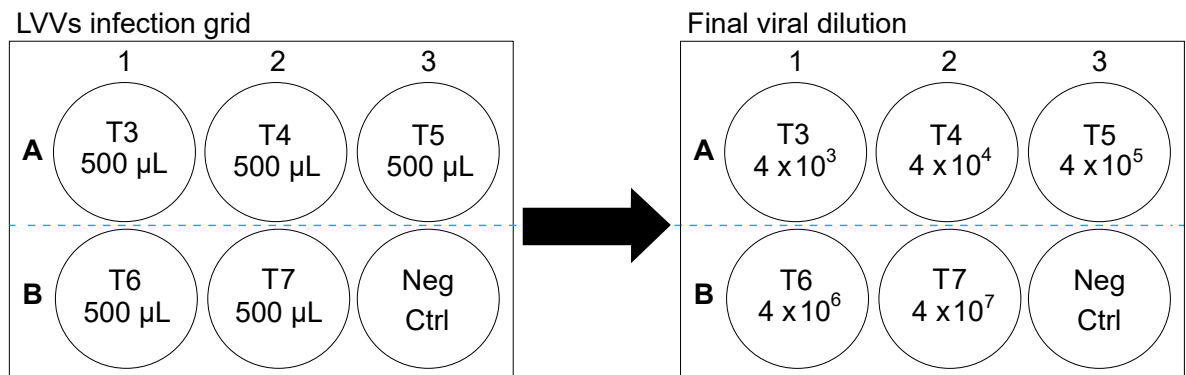 LVVs infection grid
1 2 3
A
T3
500 µL
T4
500 µL
T5
500 µL
B
T6
500 µL
T7
500 µL
Neg
Ctrl
Final viral dilution
1 2 3
A
T3
4 x10³
T4
4 x10⁴
T5
4 x10⁵
B
T6
4 x10⁶
T7
4 x10⁷
Neg
Ctrl